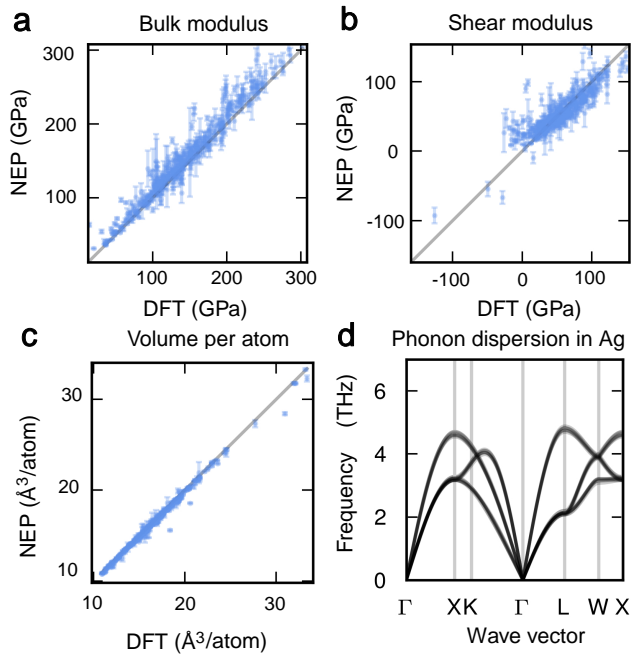 a
Bulk modulus
300
200
100
NEP (GPa)
100
200
300
DFT (GPa)
b
Shear modulus
100
0
-100
NEP (GPa)
-100
0
100
DFT (GPa)
c
Volume per atom
30
20
10
NEP (Å³/atom)
10
20
30
DFT (Å³/atom)
d
Phonon dispersion in Ag
6
4
2
0
Frequency (THz)
Γ X K Γ L W X
Wave vector